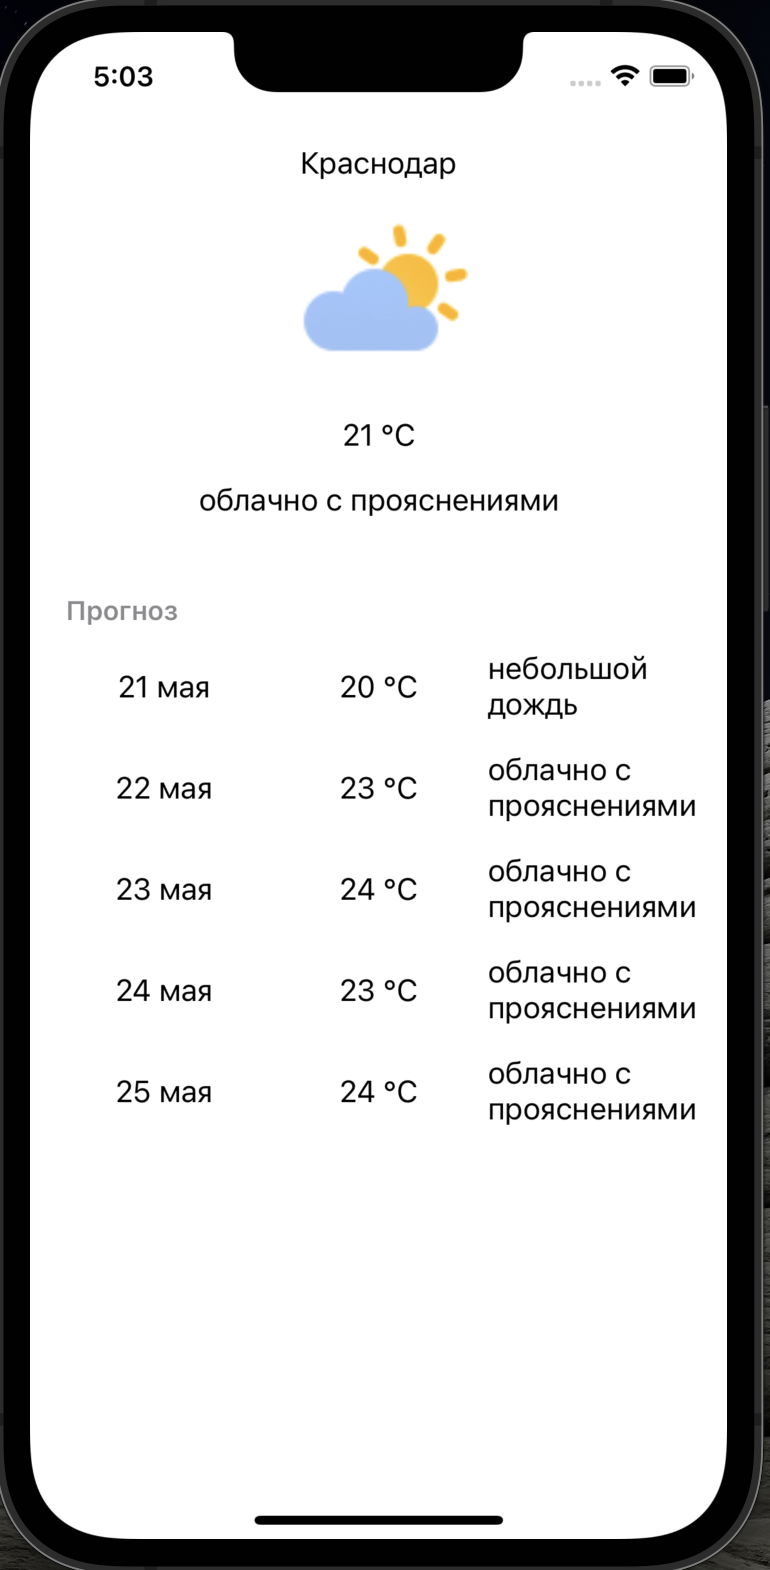 5:03
Краснодар
21 °C
облачно с прояснениями
Прогноз
21 мая 20 °C небольшой
дождь
22 мая 23 °C облачно с
прояснениями
23 мая 24 °C облачно с
прояснениями
24 мая 23 °C облачно с
прояснениями
25 мая 24 °C облачно с
прояснениями